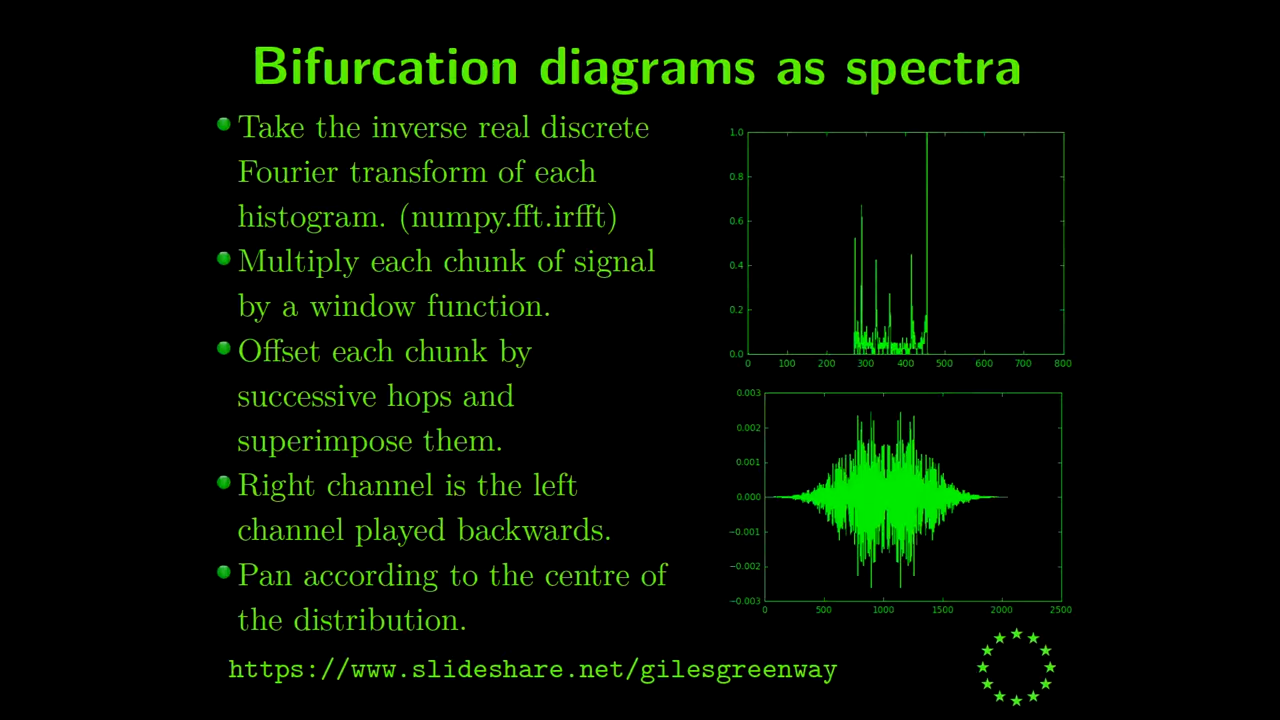 Bifurcation diagrams as spectra
Take the inverse real discrete
Fourier transform of each
histogram. (numpy.fft.irfft)
Multiply each chunk of signal
by a window function.
Offset each chunk by
successive hops and
superimpose them.
Right channel is the left
channel played backwards.
Pan according to the centre of
the distribution.
1.0
0.8
0.6
0.4
0.2
0.0
0 100 200 300 400 500 600 700 800
0.003
0.002
0.001
0.000
−0.001
−0.002
−0.003
0 500 1000 1500 2000 2500
https://www.slideshare.net/gilesgreenway